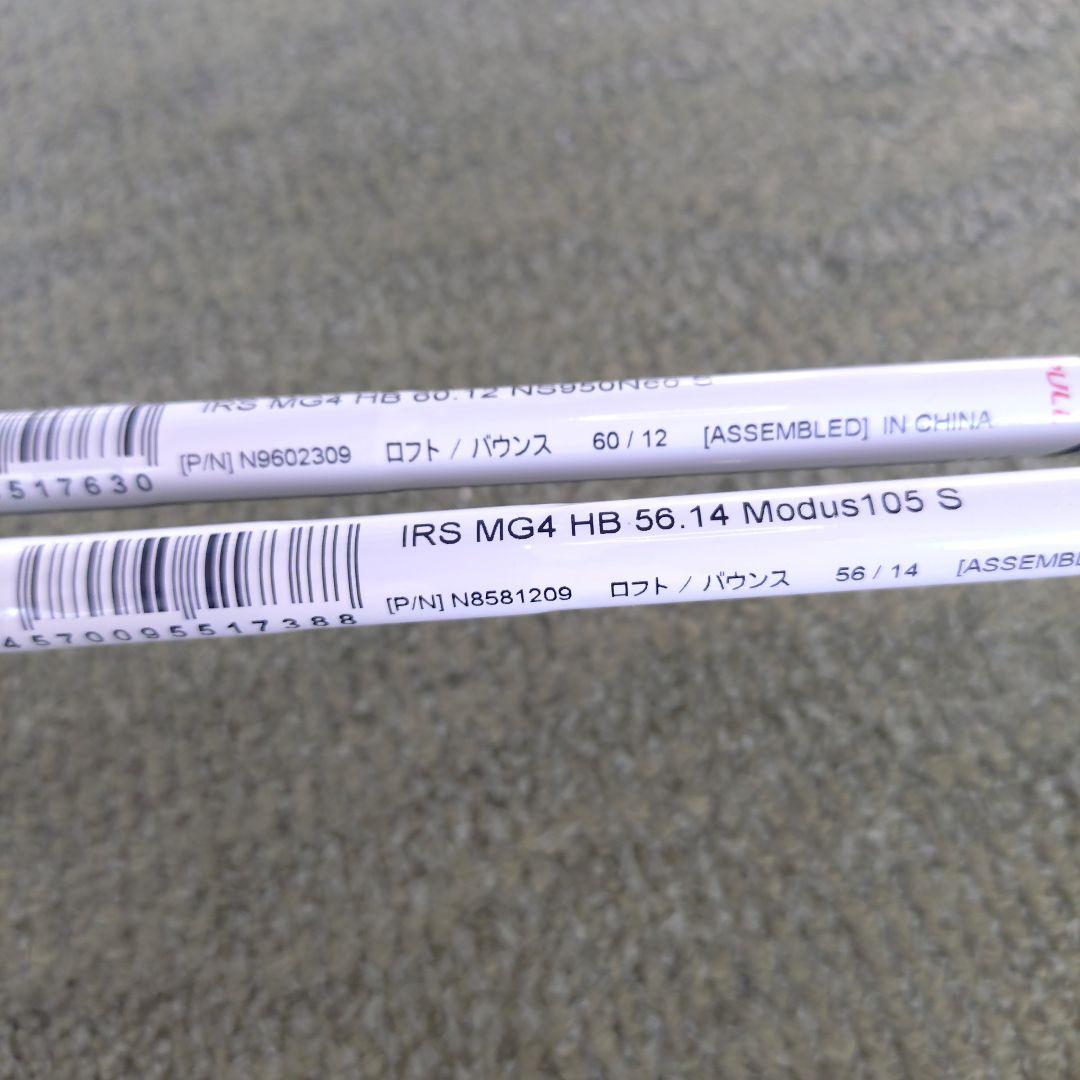 IRS MG4 HB 60.12 NS950Neo S
[P/N] N9602309 ロフト / バウンス 60 / 12 [ASSEMBLED] IN CHINA
517630
IRS MG4 HB 56.14 Modus105 S
[P/N] N8581209 ロフト / バウンス 56 / 14 [ASSEMBL
4570095517388